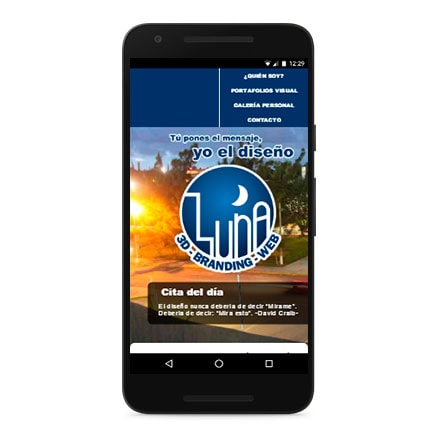 12:29
¿QUIÉN SOY?
PORTAFOLIOS VISUAL
GALERÍA PERSONAL
CONTACTO
Tú pones el mensaje,
yo el diseño
LUNA
3D-BRANDING-WEB
Cita del día
El diseño nunca debería de decir "Mírame".
Debería de decir: "Mira esto". -David Craib-